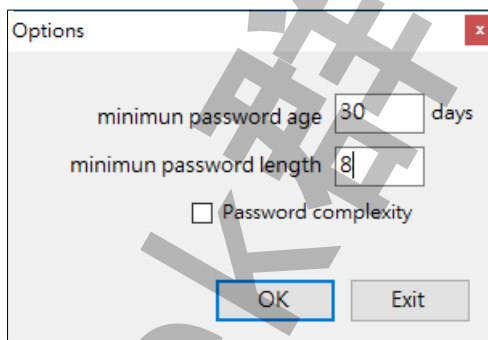 Options
x
minimun password age 30 days
minimun password length 8
Password complexity
OK Exit